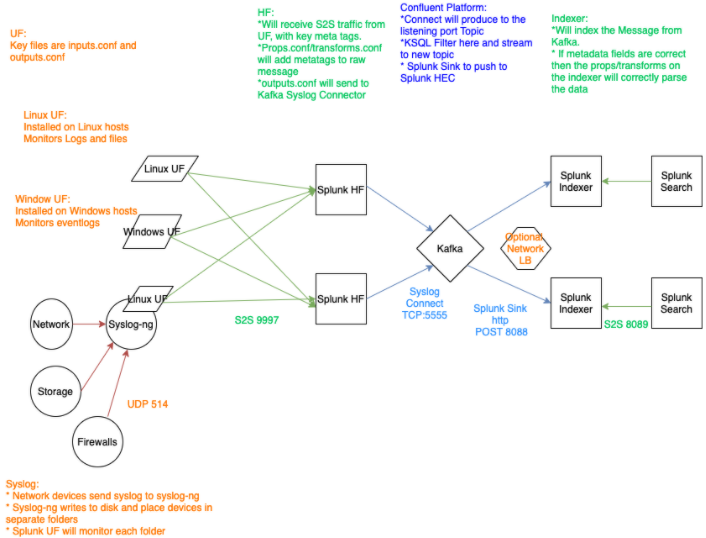 UF:
Key files are inputs.conf and
outputs.conf
HF:
*Will receive S2S traffic from
UF, with key meta tags.
*Props.conf/transforms.conf
will add metatags to raw
message
*outputs.conf will send to
Kafka Syslog Connector
Confluent Platform:
*Connect will produce to the
listening port Topic
*KSQL Filter here and stream
to new topic
* Splunk Sink to push to
Splunk HEC
Indexer:
*Will index the Message from
Kafka.
* If metadata fields are correct
then the props/transforms on
the indexer will correctly parse
the data
Linux UF:
Installed on Linux hosts
Monitors Logs and files
Window UF:
Installed on Windows hosts
Monitors eventlogs
Linux UF
Windows UF
Linux UF
Syslog-ng
Network
Storage
Firewalls
UDP 514
S2S 9997
Splunk HF
Splunk HF
Kafka
Syslog
Connect
TCP:5555
Optional
Network
LB
Splunk Sink
http
POST 8088
Splunk
Indexer
Splunk
Search
Splunk
Indexer
S2S 8089
Splunk
Search
Syslog:
* Network devices send syslog to syslog-ng
* Syslog-ng writes to disk and place devices in
separate folders
* Splunk UF will monitor each folder